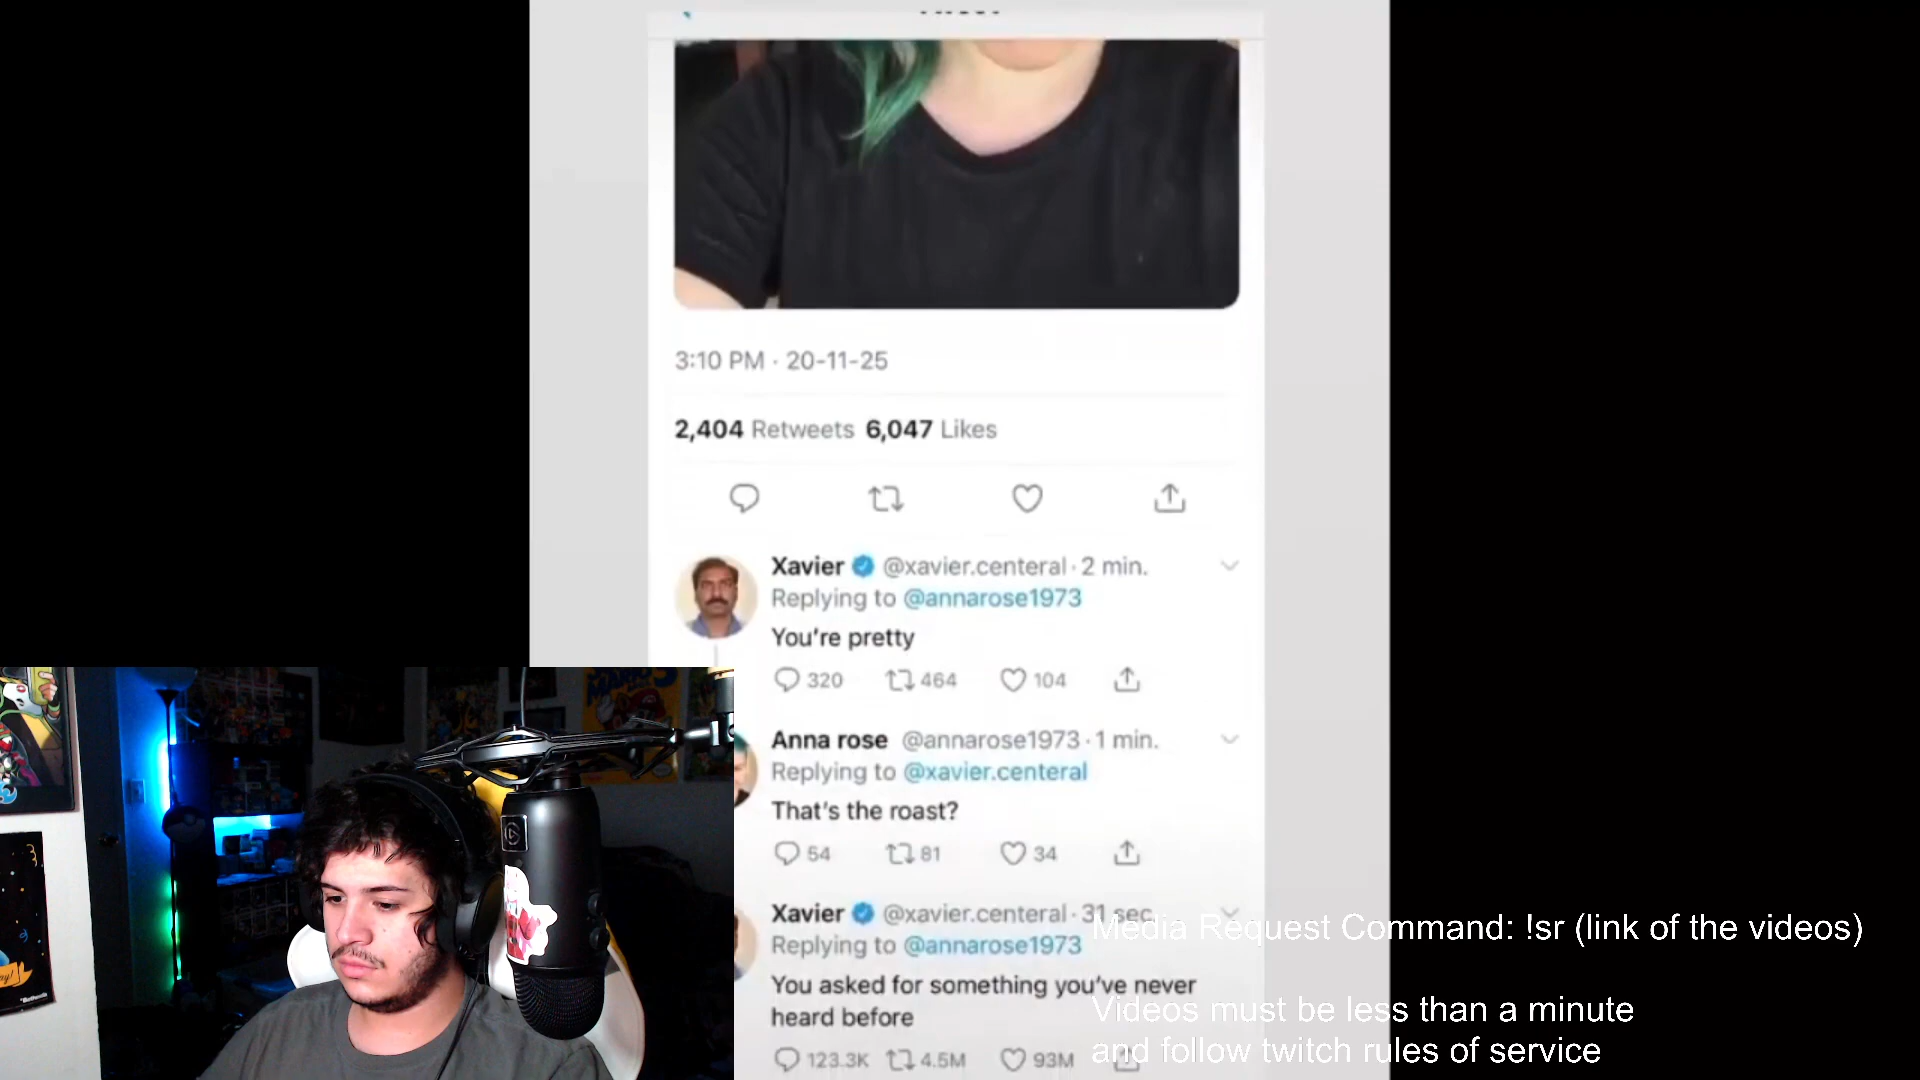 3:10 PM · 20-11-25
2,404 Retweets 6,047 Likes
Xavier @xavier.centeral · 2 min.
Replying to @annarose1973
You're pretty
320 464 104
Anna rose @annarose1973 · 1 min.
Replying to @xavier.centeral
That's the roast?
54 81 34
Xavier @xavier.centeral · 31 sec.
Replying to @annarose1973
You asked for something you've never
heard before
123.3K 4.5M 93M
Media Request Command: !sr (link of the videos)
Videos must be less than a minute
and follow twitch rules of service